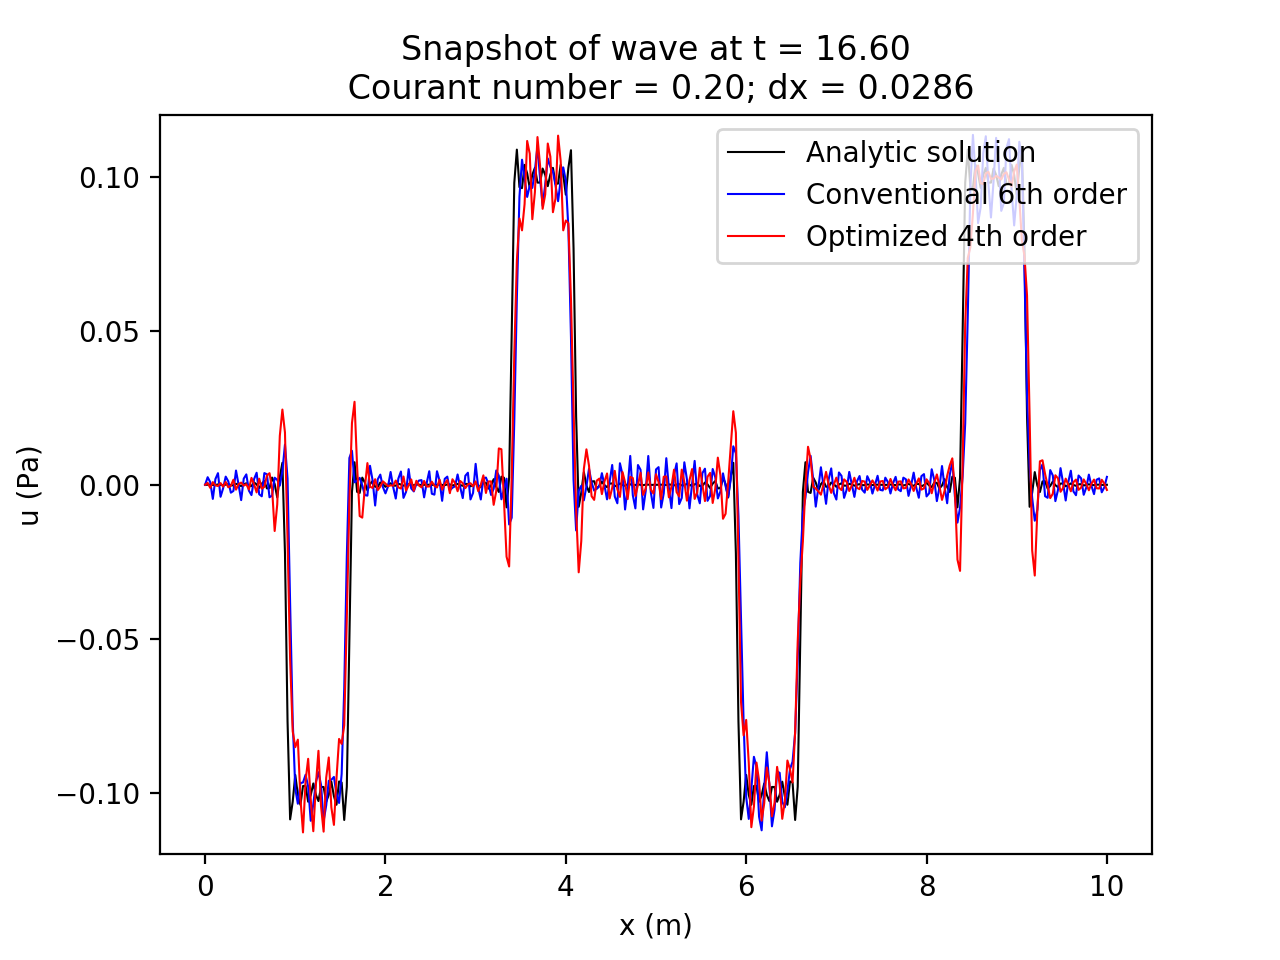 Snapshot of wave at t = 16.60
Courant number = 0.20; dx = 0.0286
Analytic solution
Conventional 6th order
Optimized 4th order
0.10
0.05
0.00
−0.05
−0.10
u (Pa)
0 2 4 6 8 10
x (m)